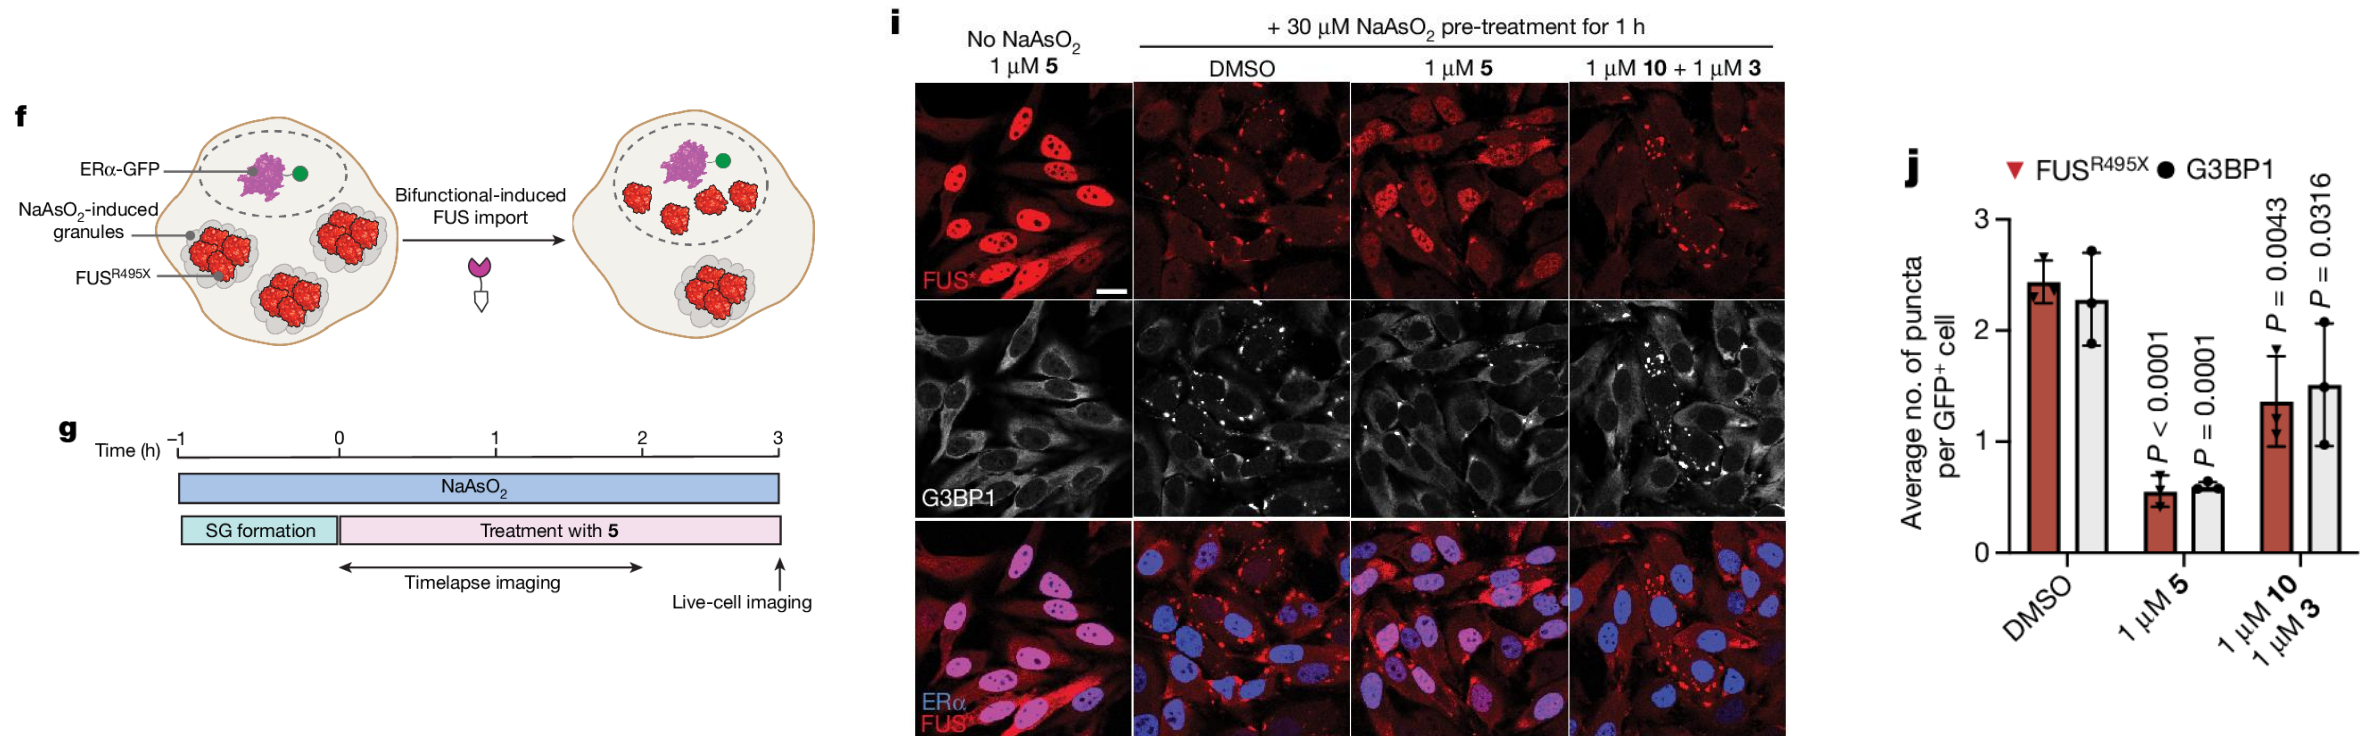 f
ERα-GFP
NaAsO₂-induced
granules
FUSᴿ⁴⁹⁵ˣ
Bifunctional-induced
FUS import
g
Time (h)
−1 0 1 2 3
NaAsO₂
SG formation
Treatment with 5
Timelapse imaging
Live-cell imaging
i
No NaAsO₂
1 μM 5
+ 30 μM NaAsO₂ pre-treatment for 1 h
DMSO
1 μM 5
1 μM 10 + 1 μM 3
FUS*
G3BP1
ERα
FUS
j
FUSᴿ⁴⁹⁵ˣ G3BP1
Average no. of puncta
per GFP⁺ cell
3
2
1
0
P < 0.0001
P = 0.0001
P = 0.0043
P = 0.0316
DMSO
1 μM 5
1 μM 10
1 μM 3